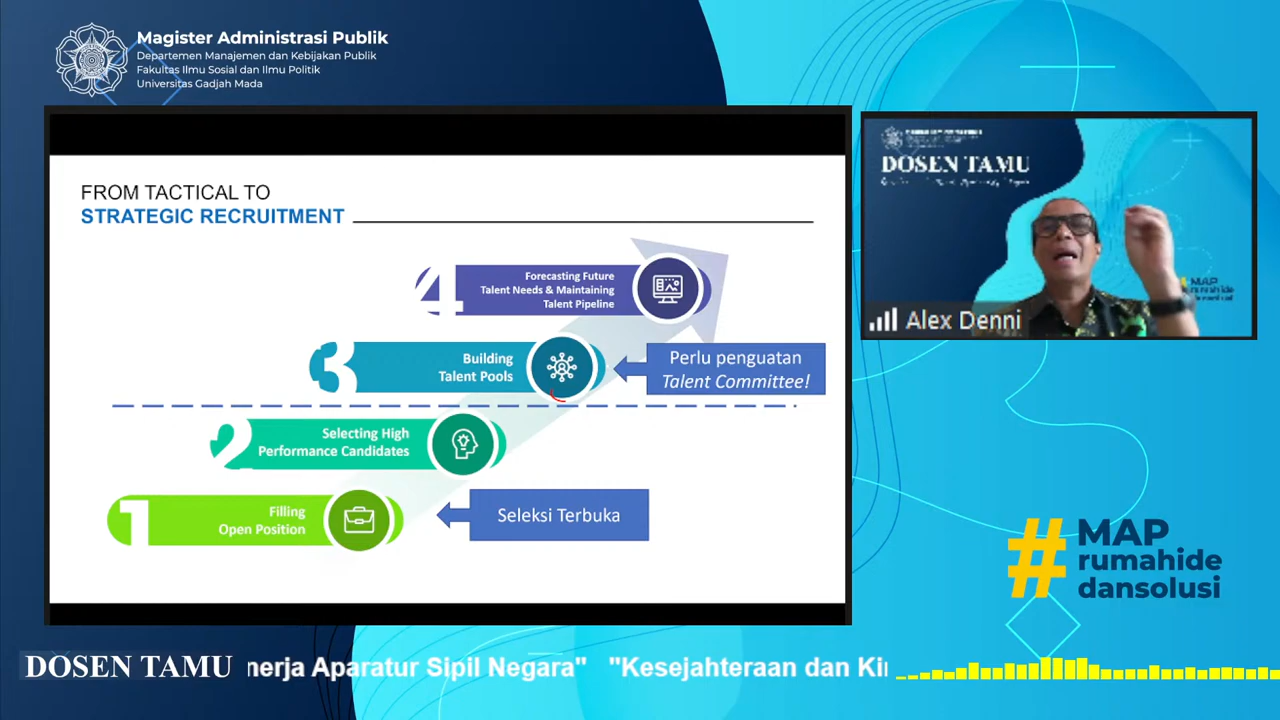 Magister Administrasi Publik
Departemen Manajemen dan Kebijakan Publik
Fakultas Ilmu Sosial dan Ilmu Politik
Universitas Gadjah Mada
FROM TACTICAL TO
STRATEGIC RECRUITMENT
4
Forecasting Future
Talent Needs & Maintaining
Talent Pipeline
3
Building
Talent Pools
Perlu penguatan
Talent Committee!
2
Selecting High
Performance Candidates
1
Filling
Open Position
Seleksi Terbuka
DOSEN TAMU
MAP
rumahide
Alex Denni
#MAP
rumahide
dansolusi
DOSEN TAMU
nerja Aparatur Sipil Negara" "Kesejahteraan dan Ki